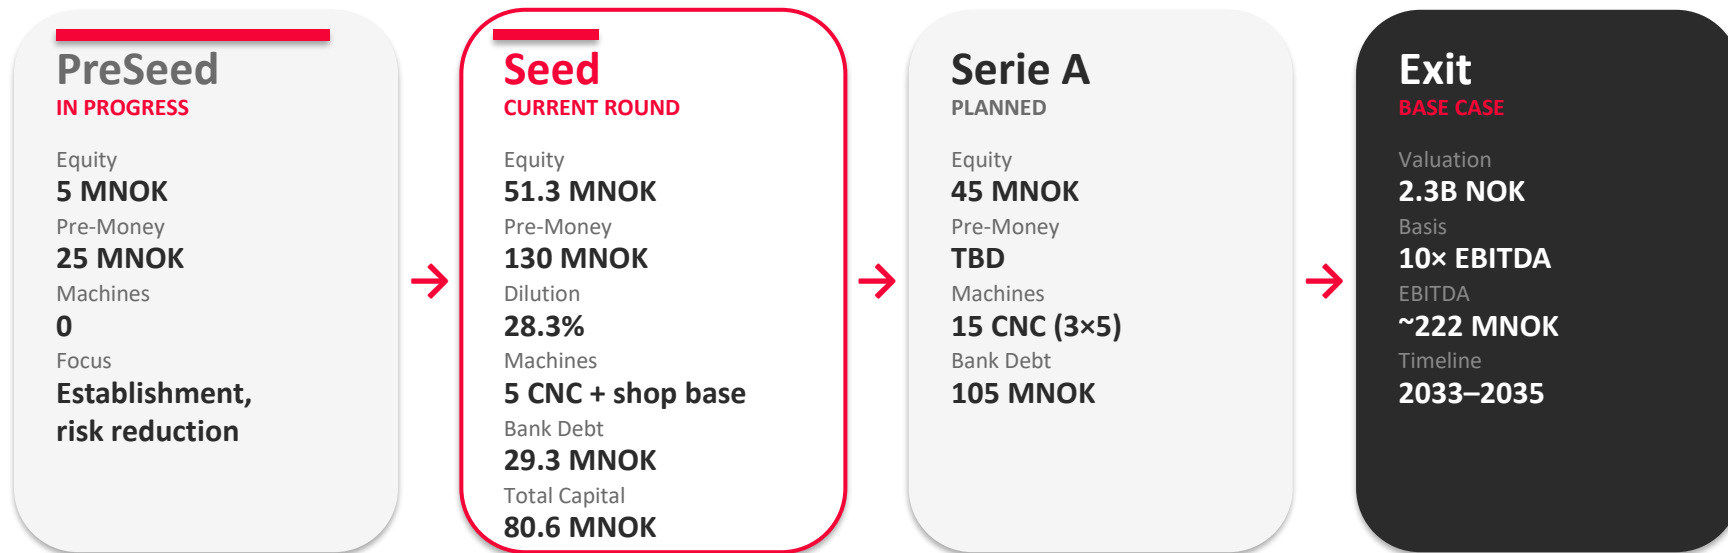 PreSeed
IN PROGRESS
Equity
5 MNOK
Pre-Money
25 MNOK
Machines
0
Focus
Establishment,
risk reduction
Seed
CURRENT ROUND
Equity
51.3 MNOK
Pre-Money
130 MNOK
Dilution
28.3%
Machines
5 CNC + shop base
Bank Debt
29.3 MNOK
Total Capital
80.6 MNOK
Serie A
PLANNED
Equity
45 MNOK
Pre-Money
TBD
Machines
15 CNC (3×5)
Bank Debt
105 MNOK
Exit
BASE CASE
Valuation
2.3B NOK
Basis
10× EBITDA
EBITDA
~222 MNOK
Timeline
2033–2035